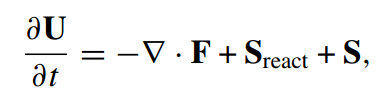 ∂U/∂t = −∇ · F + S_react + S,